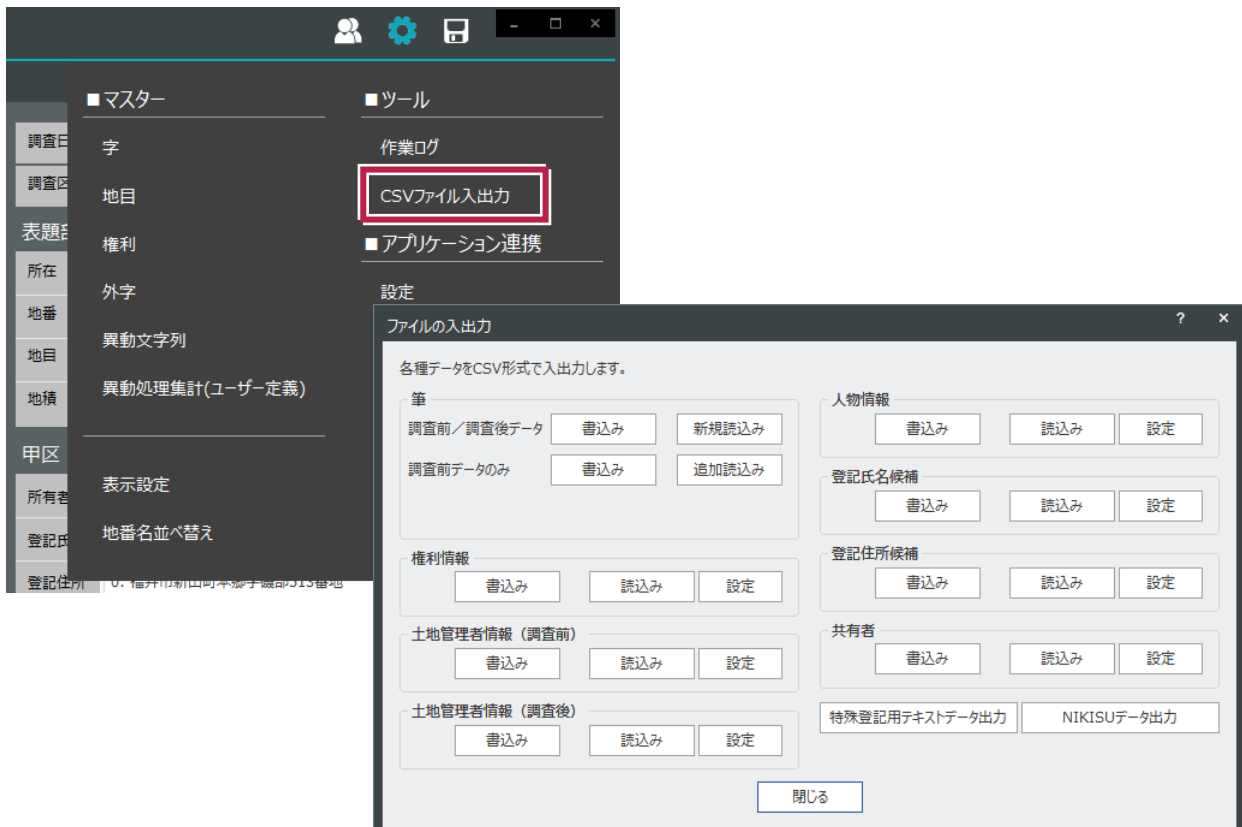 ■マスター
字
地目
権利
外字
異動文字列
異動処理集計(ユーザー定義)
表示設定
地番名並べ替え
■ツール
作業ログ
CSVファイル入出力
■アプリケーション連携
設定
調査
調査
表題
所在
地番
地目
地積
甲区
所有者
登記
登記住所
ファイルの入出力
? ×
各種データをCSV形式で入出力します。
筆
調査前／調査後データ 書込み 新規読込み
調査前データのみ 書込み 追加読込み
権利情報
書込み 読込み 設定
土地管理者情報（調査前）
書込み 読込み 設定
土地管理者情報（調査後）
書込み 読込み 設定
人物情報
書込み 読込み 設定
登記氏名候補
書込み 読込み 設定
登記住所候補
書込み 読込み 設定
共有者
書込み 読込み 設定
特殊登記用テキストデータ出力 NIKISUデータ出力
閉じる